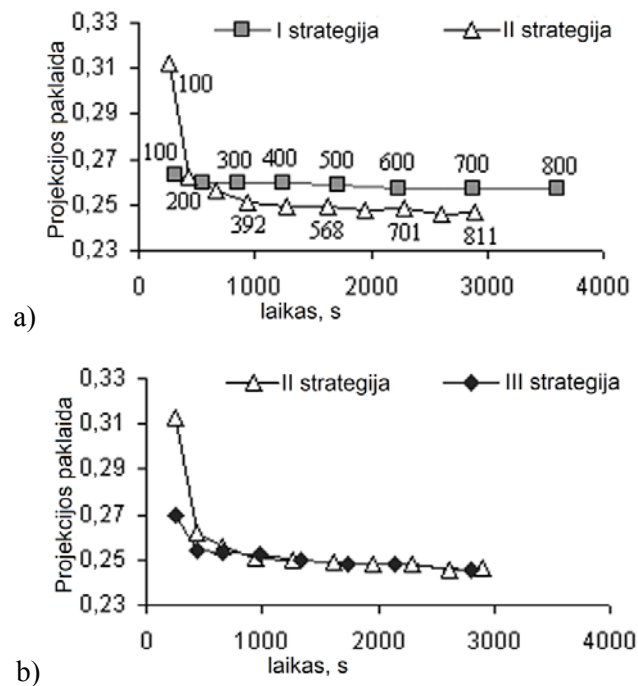 I strategija II strategija
0,33
0,31
0,29
0,27
0,25
0,23
Projekcijos paklaida
100
100
200
300
400
500
600
700
800
392
568
701
811
0 1000 2000 3000 4000
laikas, s
a)
II strategija III strategija
0,33
0,31
0,29
0,27
0,25
0,23
Projekcijos paklaida
0 1000 2000 3000 4000
laikas, s
b)